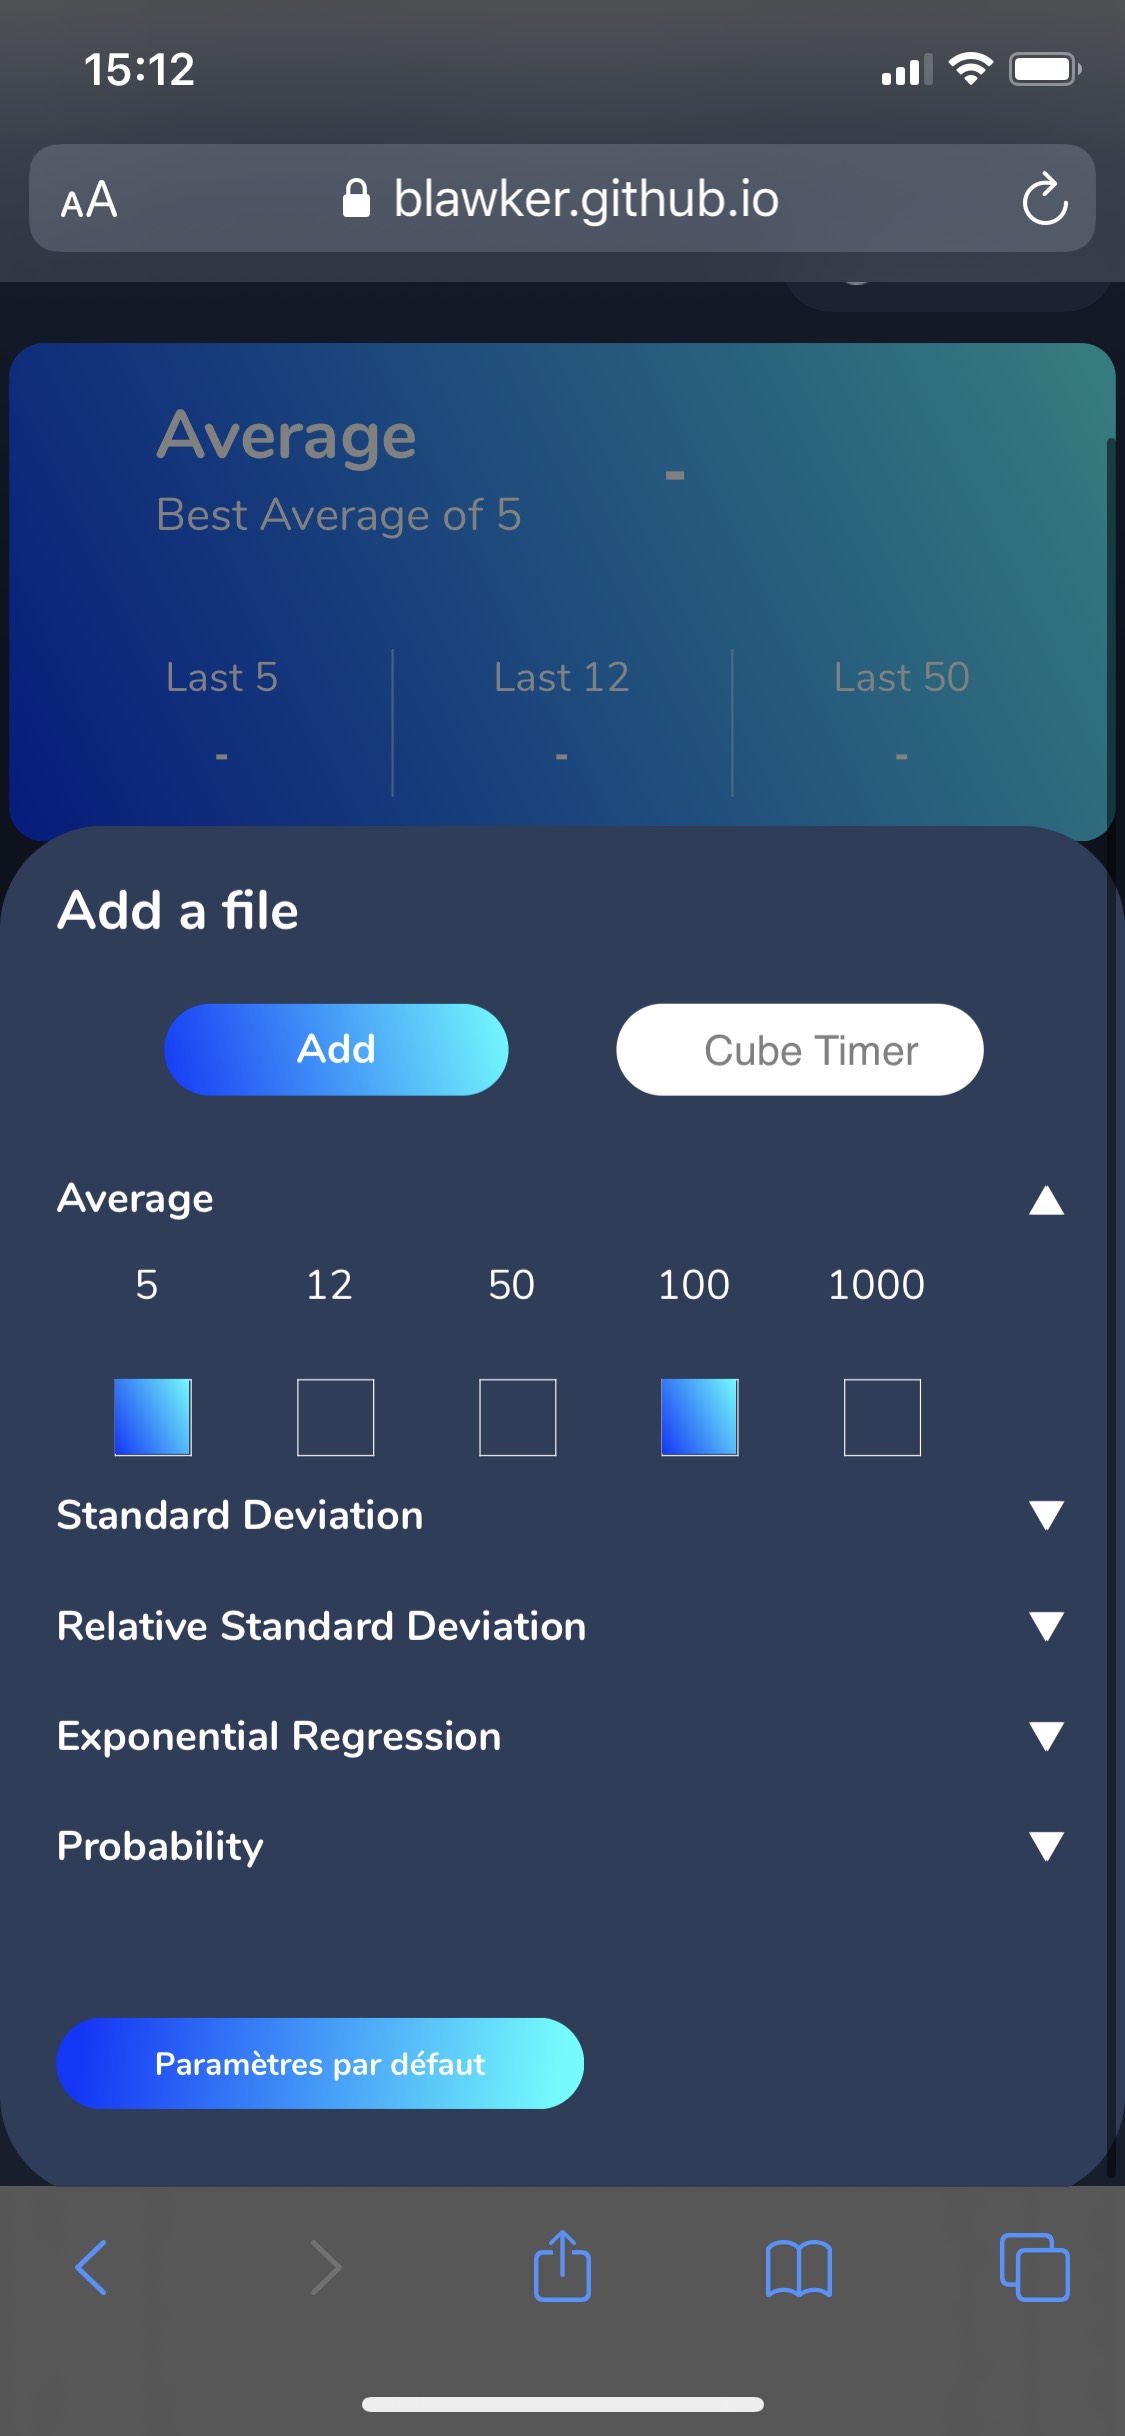 15:12
AA
blawker.github.io
Average
-
Best Average of 5
Last 5
Last 12
Last 50
-
-
-
Add a file
Add
Cube Timer
Average
5
12
50
100
1000
Standard Deviation
Relative Standard Deviation
Exponential Regression
Probability
Paramètres par défaut